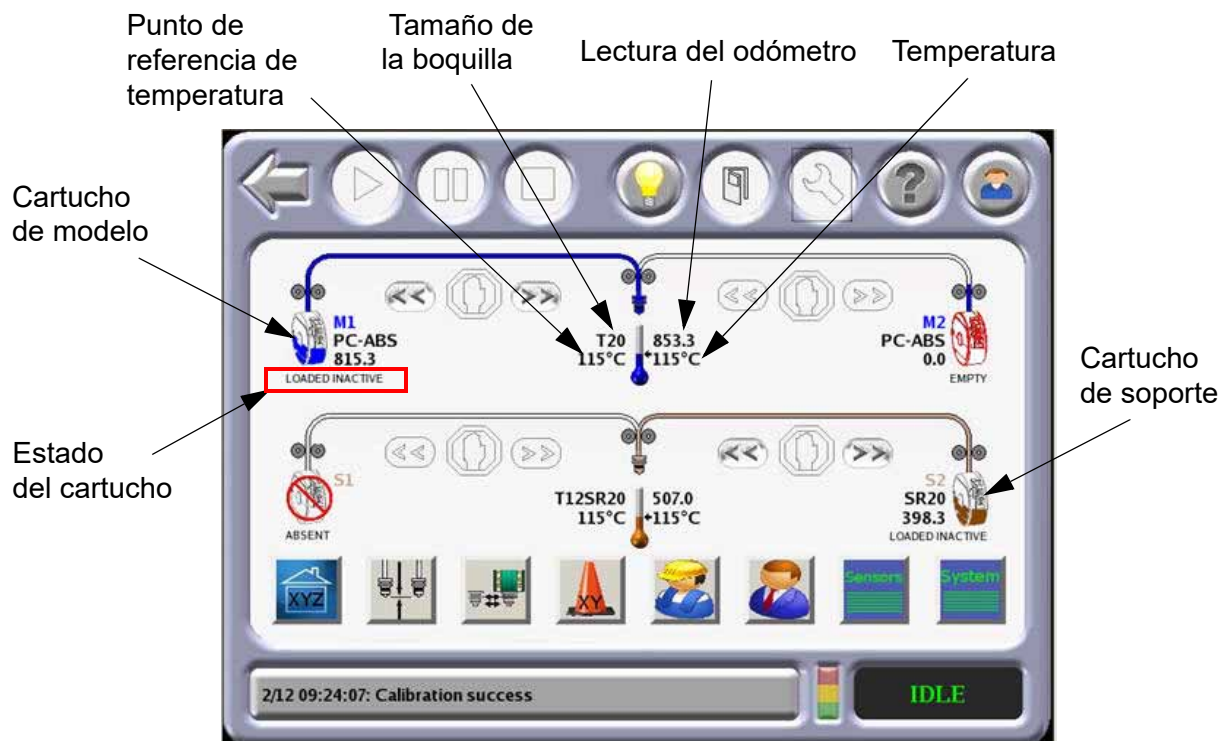 Punto de
referencia de
temperatura
Tamaño de
la boquilla
Lectura del odómetro
Temperatura
Cartucho
de modelo
Estado
del cartucho
Cartucho
de soporte
M1
PC-ABS
815.3
LOADED INACTIVE
T20
115°C
853.3
115°C
M2
PC-ABS
0.0
EMPTY
S1
ABSENT
T12SR20
115°C
507.0
115°C
S2
SR20
398.3
LOADED INACTIVE
XYZ
XY
Sensors
System
2/12 09:24:07: Calibration success
IDLE